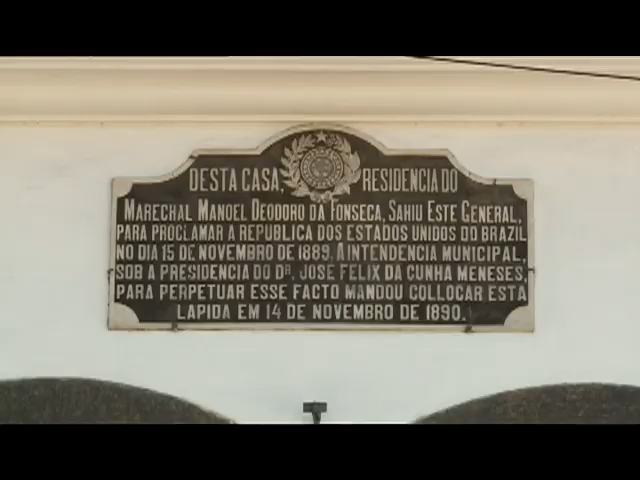 DESTA CASA, RESIDENCIA DO
MARECHAL MANOEL DEODORO DA FONSECA, SAHIU ESTE GENERAL,
PARA PROCLAMAR A REPUBLICA DOS ESTADOS UNIDOS DO BRAZIL
NO DIA 15 DE NOVEMBRO DE 1889. A INTENDENCIA MUNICIPAL,
SOB A PRESIDENCIA DO DR. JOSE FELIX DA CUNHA MENESES,
PARA PERPETUAR ESSE FACTO MANDOU COLLOCAR ESTA
LAPIDA EM 14 DE NOVEMBRO DE 1890.